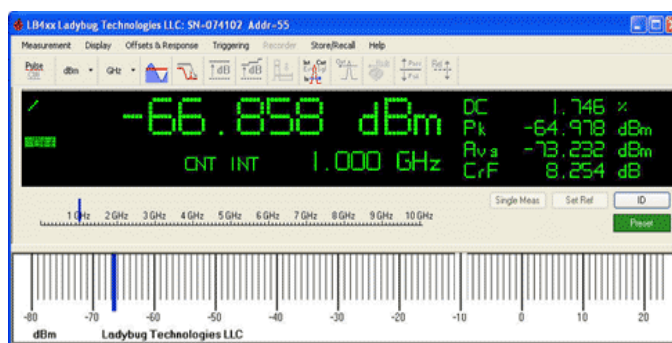 LB4xx Ladybug Technologies LLC: SN-074102 Addr-55
Measurement Display Offsets & Response Triggering Recorder Store/Recall Help
Pulse dBm GHz dB dB Int Cnt
-66.858 dBm
CNT INT 1.000 GHz
DC 1.746 %
Pk -64.978 dBm
Avg -73.232 dBm
CrF 8.254 dB
Single Meas Set Ref ID
Preset
1 GHz 2 GHz 3 GHz 4 GHz 5 GHz 6 GHz 7 GHz 8 GHz 9 GHz 10 GHz
-80 -70 -60 -50 -40 -30 -20 -10 0 10 20
dBm Ladybug Technologies LLC